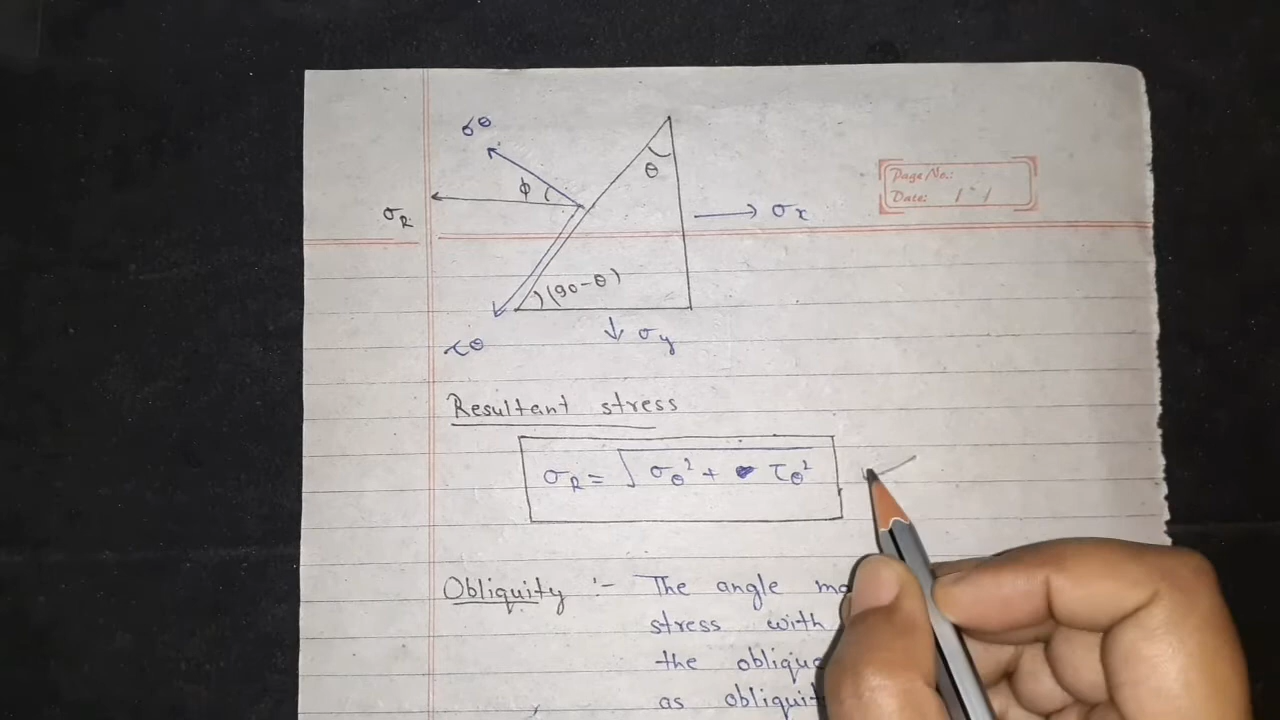 σθ
θ
Page No.:
Date: / /
ϕ
σR
σx
(90-θ)
σy
τθ
Resultant stress
σR = √σθ² + τθ²
Obliquity :- The angle
stress with
the
as